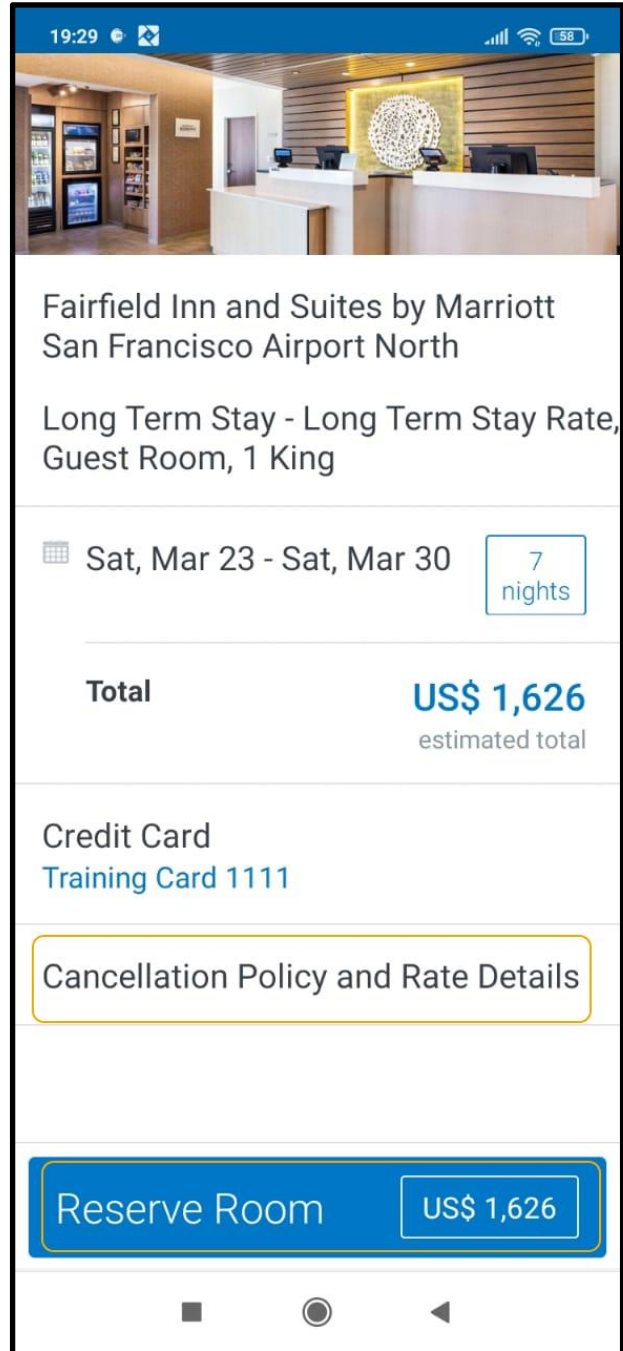 19:29
58
Fairfield Inn and Suites by Marriott
San Francisco Airport North
Long Term Stay - Long Term Stay Rate,
Guest Room, 1 King
Sat, Mar 23 - Sat, Mar 30
7
nights
Total
US$ 1,626
estimated total
Credit Card
Training Card 1111
Cancellation Policy and Rate Details
Reserve Room
US$ 1,626